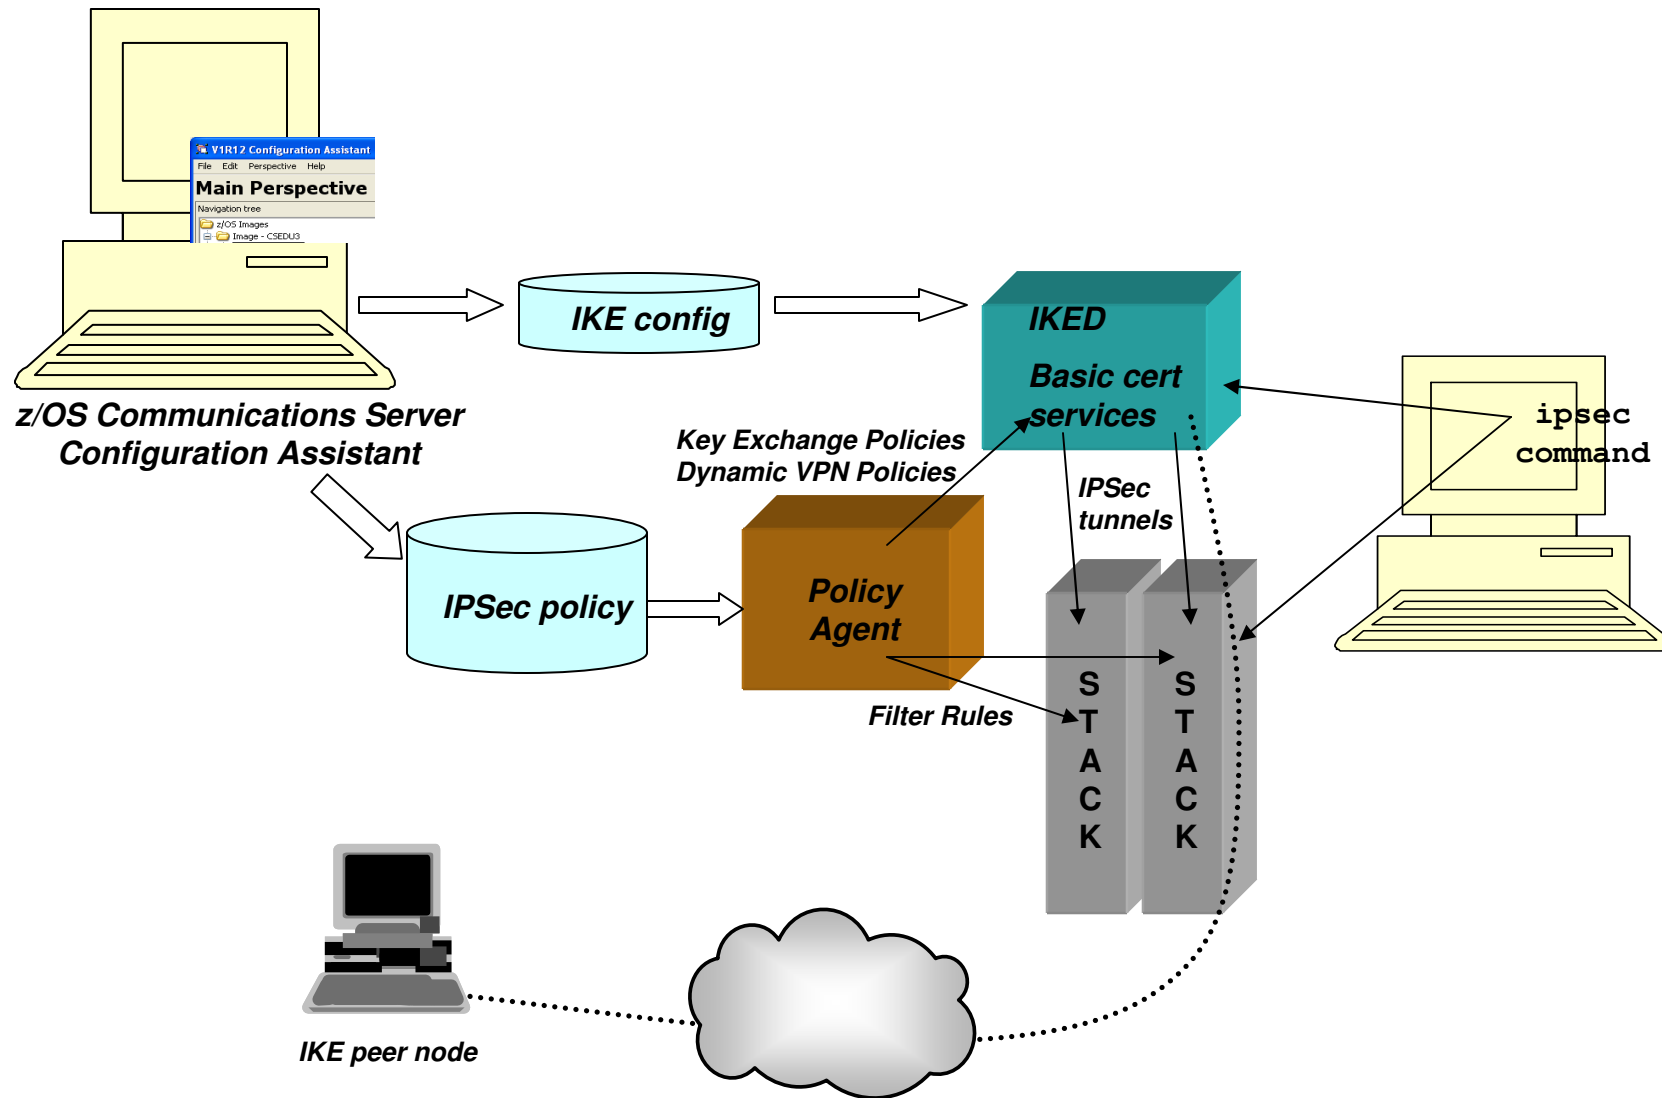 V1R12 Configuration Assistant
File Edit Perspective Help
Main Perspective
Navigation tree
z/OS Images
Image - CSEDU3
z/OS Communications Server
Configuration Assistant
IKE config
IKED
Basic cert
services
ipsec
command
Key Exchange Policies
Dynamic VPN Policies
IPSec
tunnels
IPSec policy
Policy
Agent
Filter Rules
STACK
STACK
IKE peer node